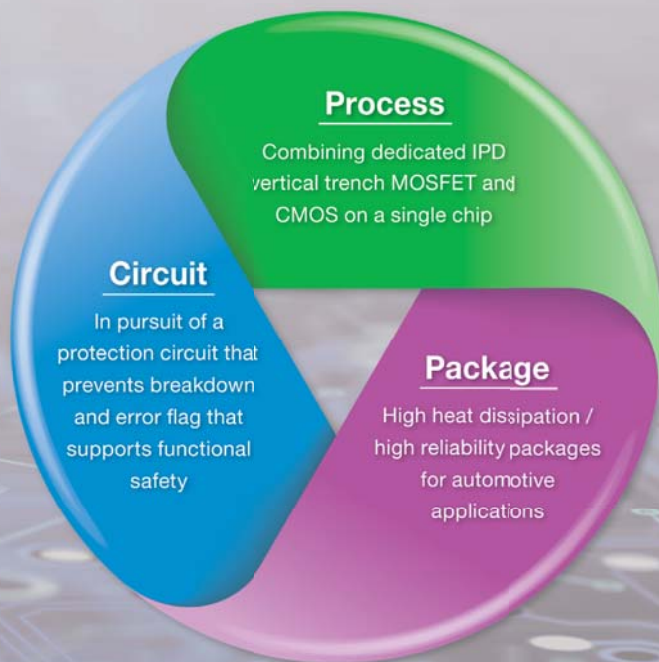 Process
Combining dedicated IPD
vertical trench MOSFET and
CMOS on a single chip
Circuit
In pursuit of a
protection circuit that
prevents breakdown
and error flag that
supports functional
safety
Package
High heat dissipation /
high reliability packages
for automotive
applications